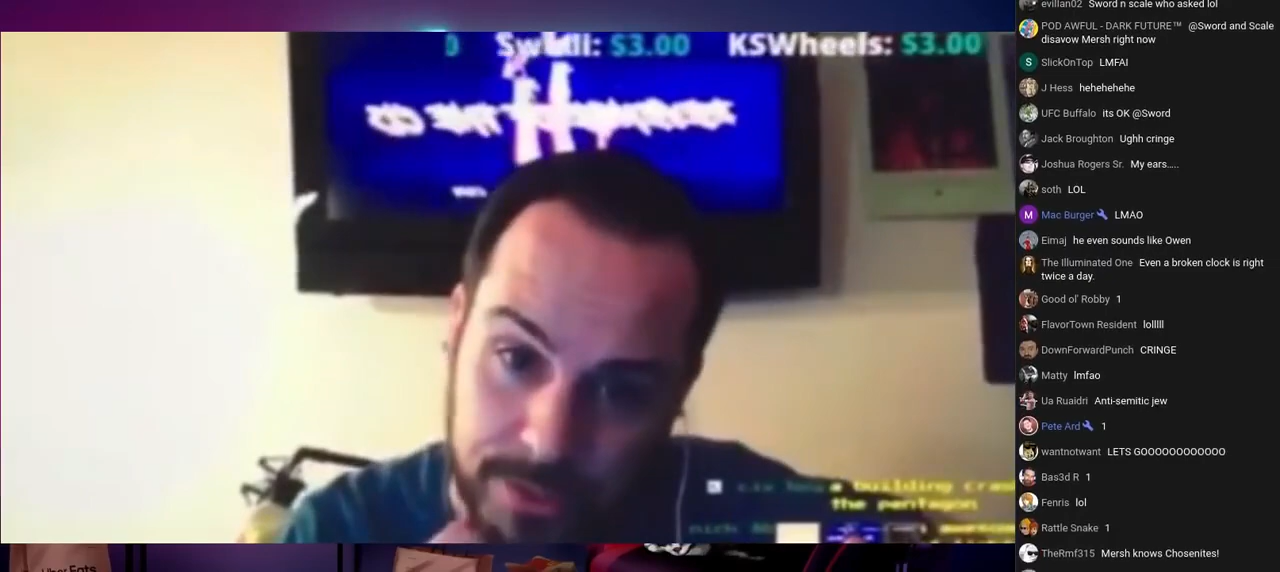 Swrlli: $3.00 KSWheels: $3.00
a building cras
the pentagon
Uber Eats
evillan02 Sword n scale who asked lol
POD AWFUL - DARK FUTURE™ @Sword and Scale
disavow Mersh right now
S SlickOnTop LMFAI
J Hess hehehehehe
UFC Buffalo its OK @Sword
Jack Broughton Ughh cringe
Joshua Rogers Sr. My ears.....
soth LOL
M Mac Burger LMAO
Eimaj he even sounds like Owen
The Illuminated One Even a broken clock is right
twice a day.
Good ol' Robby 1
FlavorTown Resident lolllll
DownForwardPunch CRINGE
Matty lmfao
Ua Ruaidri Anti-semitic jew
Pete Ard 1
wantnotwant LETS GOOOOOOOOOOOO
Bas3d R 1
Fenris lol
Rattle Snake 1
TheRmf315 Mersh knows Chosenites!